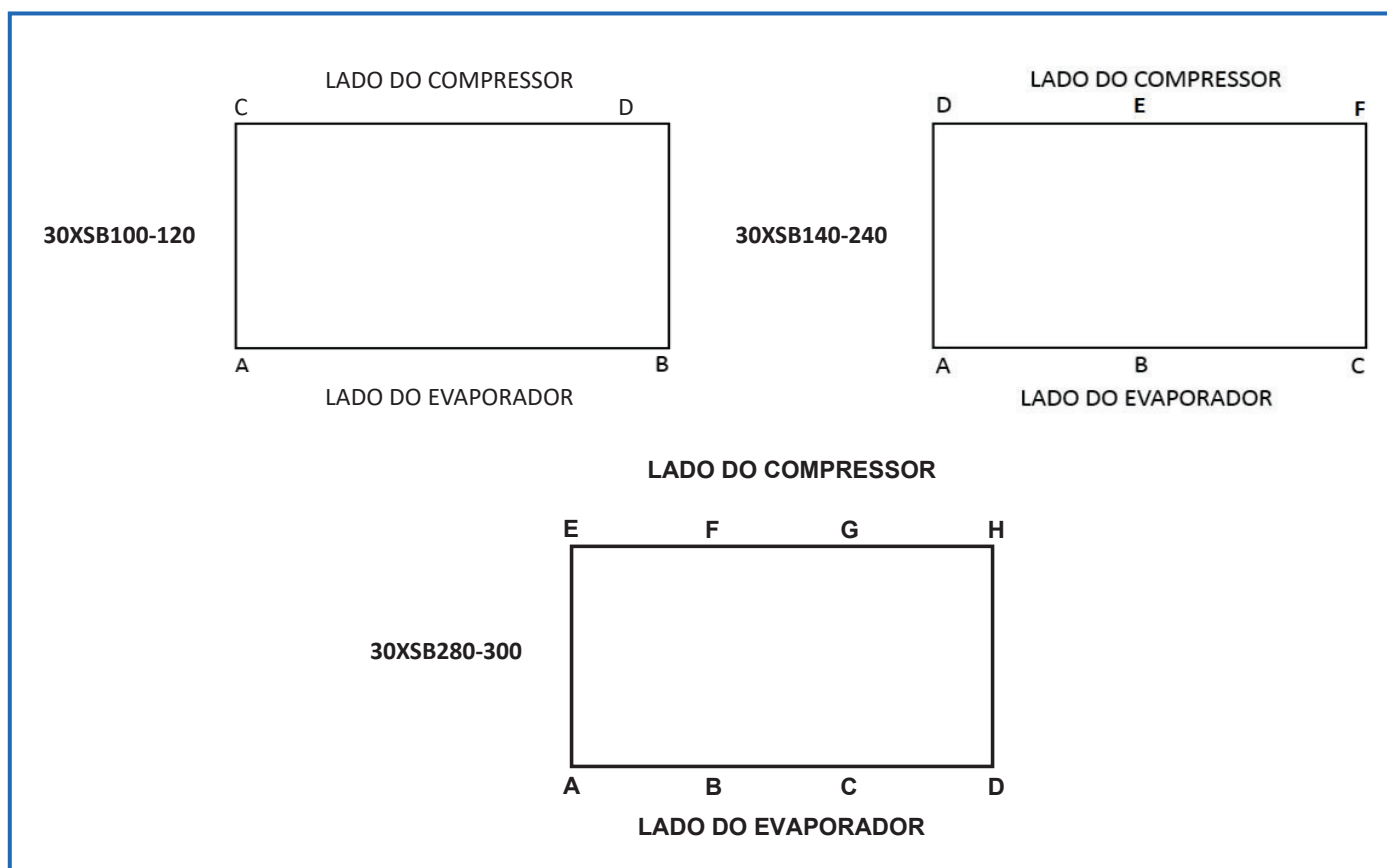 LADO DO COMPRESSOR
C D
30XSB100-120
A B
LADO DO EVAPORADOR
LADO DO COMPRESSOR
D E F
30XSB140-240
A B C
LADO DO EVAPORADOR
LADO DO COMPRESSOR
E F G H
30XSB280-300
A B C D
LADO DO EVAPORADOR